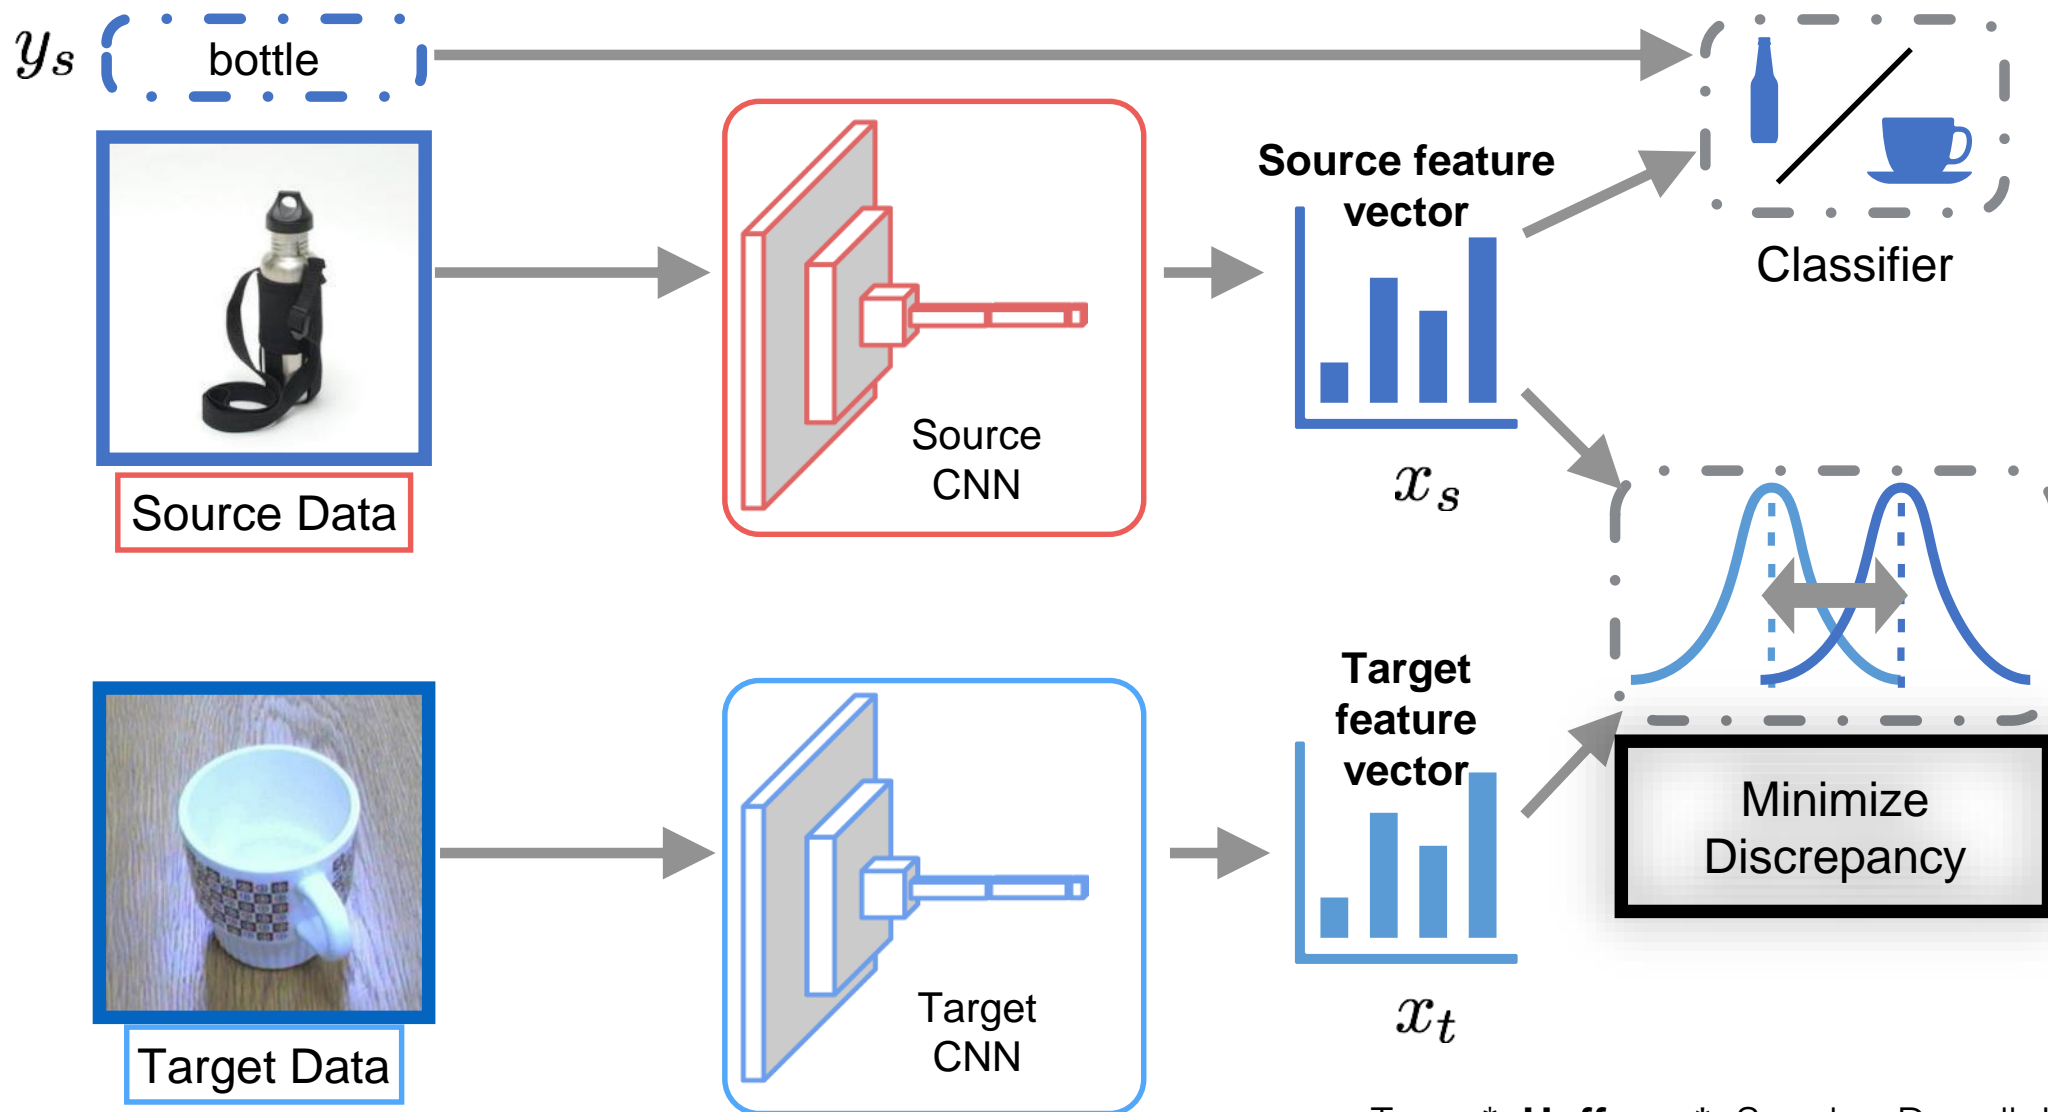 y_s
bottle
Source Data
Source
CNN
Source feature
vector
x_s
Classifier
Target Data
Target
CNN
Target
feature
vector
x_t
Minimize
Discrepancy